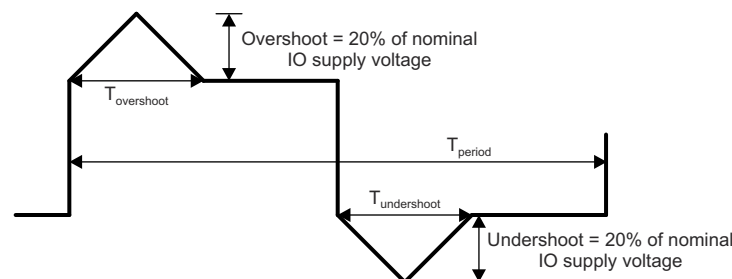 Overshoot = 20% of nominal
IO supply voltage
Tovershoot
Tperiod
Tundershoot
Undershoot = 20% of nominal
IO supply voltage